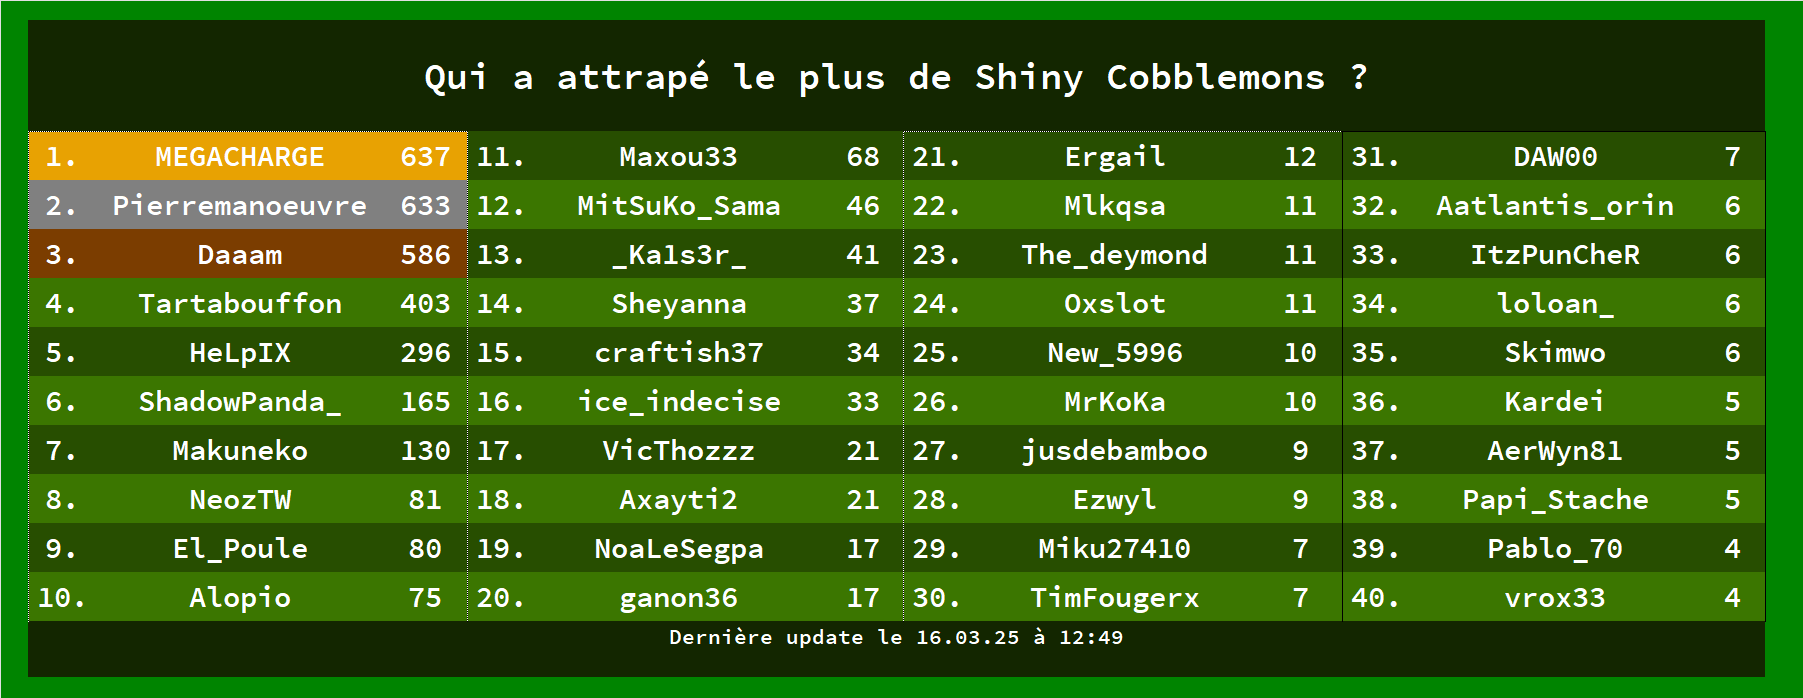 Qui a attrapé le plus de Shiny Cobblemons ?
1. MEGACHARGE 637
2. Pierremanoeuvre 633
3. Daaam 586
4. Tartabouffon 403
5. HeLpIX 296
6. ShadowPanda_ 165
7. Makuneko 130
8. NeozTW 81
9. El_Poule 80
10. Alopio 75
11. Maxou33 68
12. MitSuKo_Sama 46
13. _Ka1s3r_ 41
14. Sheyanna 37
15. craftish37 34
16. ice_indecise 33
17. VicThozzz 21
18. Axayti2 21
19. NoaLeSegpa 17
20. ganon36 17
21. Ergail 12
22. Mlkqsa 11
23. The_deymond 11
24. Oxslot 11
25. New_5996 10
26. MrKoKa 10
27. jusdebamboo 9
28. Ezwyl 9
29. Miku27410 7
30. TimFougerx 7
31. DAW00 7
32. Aatlantis_orin 6
33. ItzPunCheR 6
34. loloan_ 6
35. Skimwo 6
36. Kardei 5
37. AerWyn81 5
38. Papi_Stache 5
39. Pablo_70 4
40. vrox33 4
Dernière update le 16.03.25 à 12:49